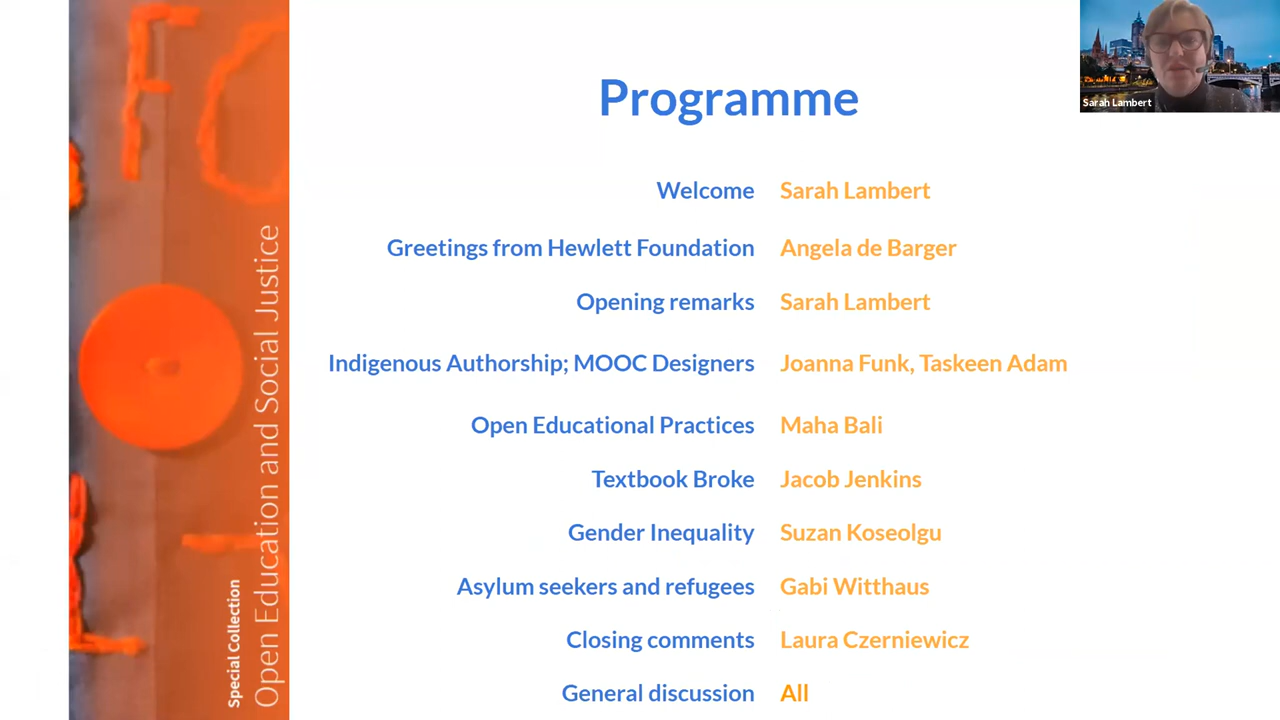 Programme
Sarah Lambert
Welcome Sarah Lambert
Greetings from Hewlett Foundation Angela de Barger
Opening remarks Sarah Lambert
Indigenous Authorship; MOOC Designers Joanna Funk, Taskeen Adam
Open Educational Practices Maha Bali
Textbook Broke Jacob Jenkins
Gender Inequality Suzan Koseolgu
Asylum seekers and refugees Gabi Witthaus
Closing comments Laura Czerniewicz
General discussion All
Special Collection
Open Education and Social Justice